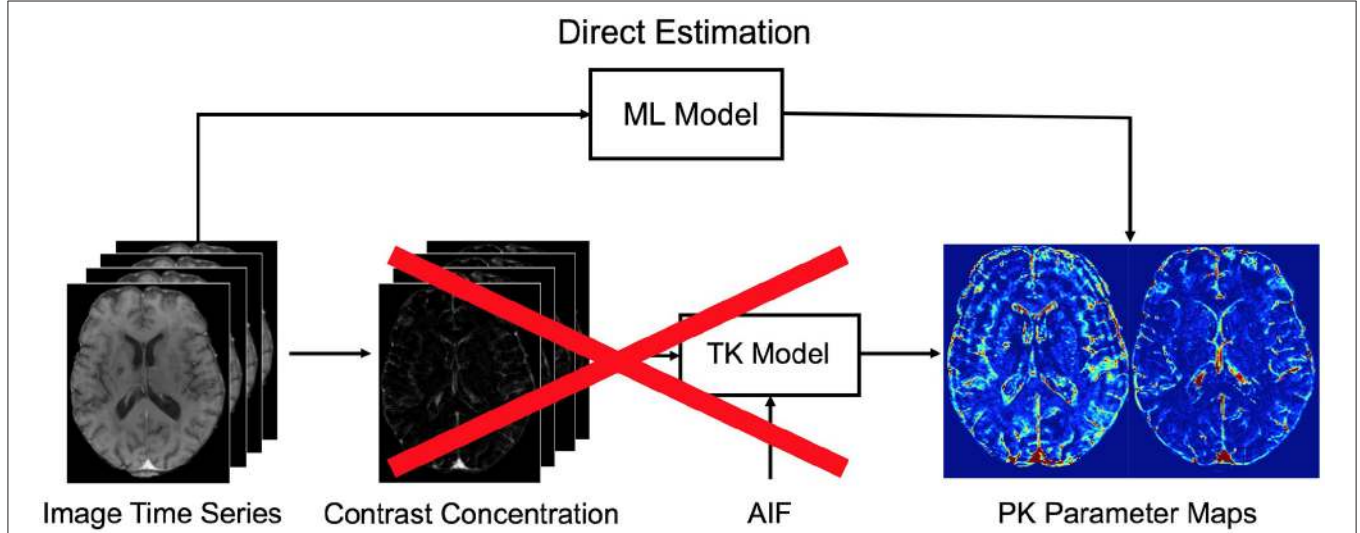 Direct Estimation
ML Model
TK Model
Image Time Series
Contrast Concentration
AIF
PK Parameter Maps